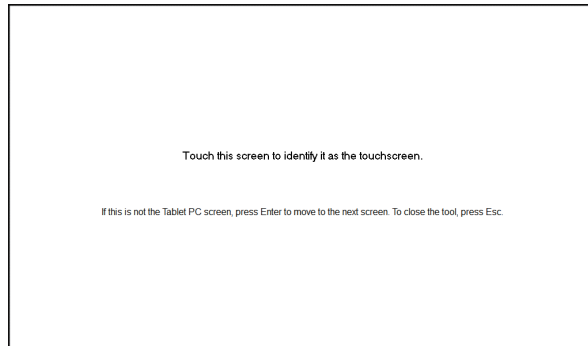 Touch this screen to identify it as the touchscreen.
If this is not the Tablet PC screen, press Enter to move to the next screen. To close the tool, press Esc.